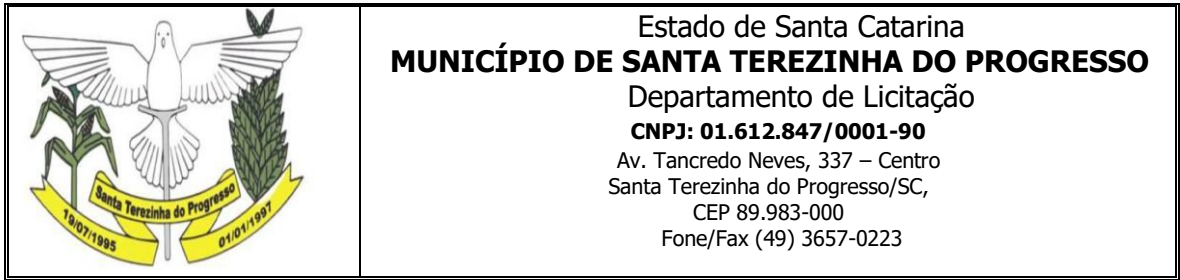 Santa Terezinha do Progresso
19/07/1995
01/01/1997
Estado de Santa Catarina
MUNICÍPIO DE SANTA TEREZINHA DO PROGRESSO
Departamento de Licitação
CNPJ: 01.612.847/0001-90
Av. Tancredo Neves, 337 – Centro
Santa Terezinha do Progresso/SC,
CEP 89.983-000
Fone/Fax (49) 3657-0223